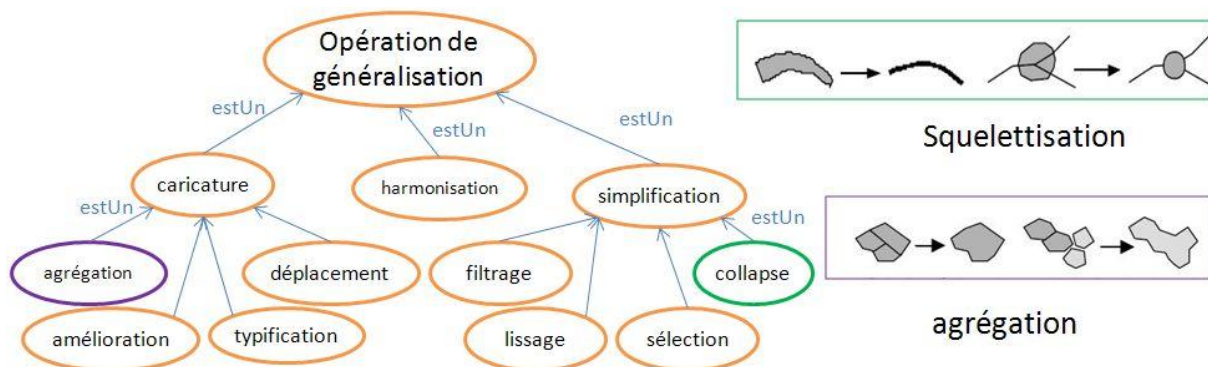 Opération de
généralisation
estUn
estUn
estUn
caricature
harmonisation
simplification
estUn
estUn
agrégation
déplacement
filtrage
collapse
amélioration
typification
lissage
sélection
Squelettisation
agrégation